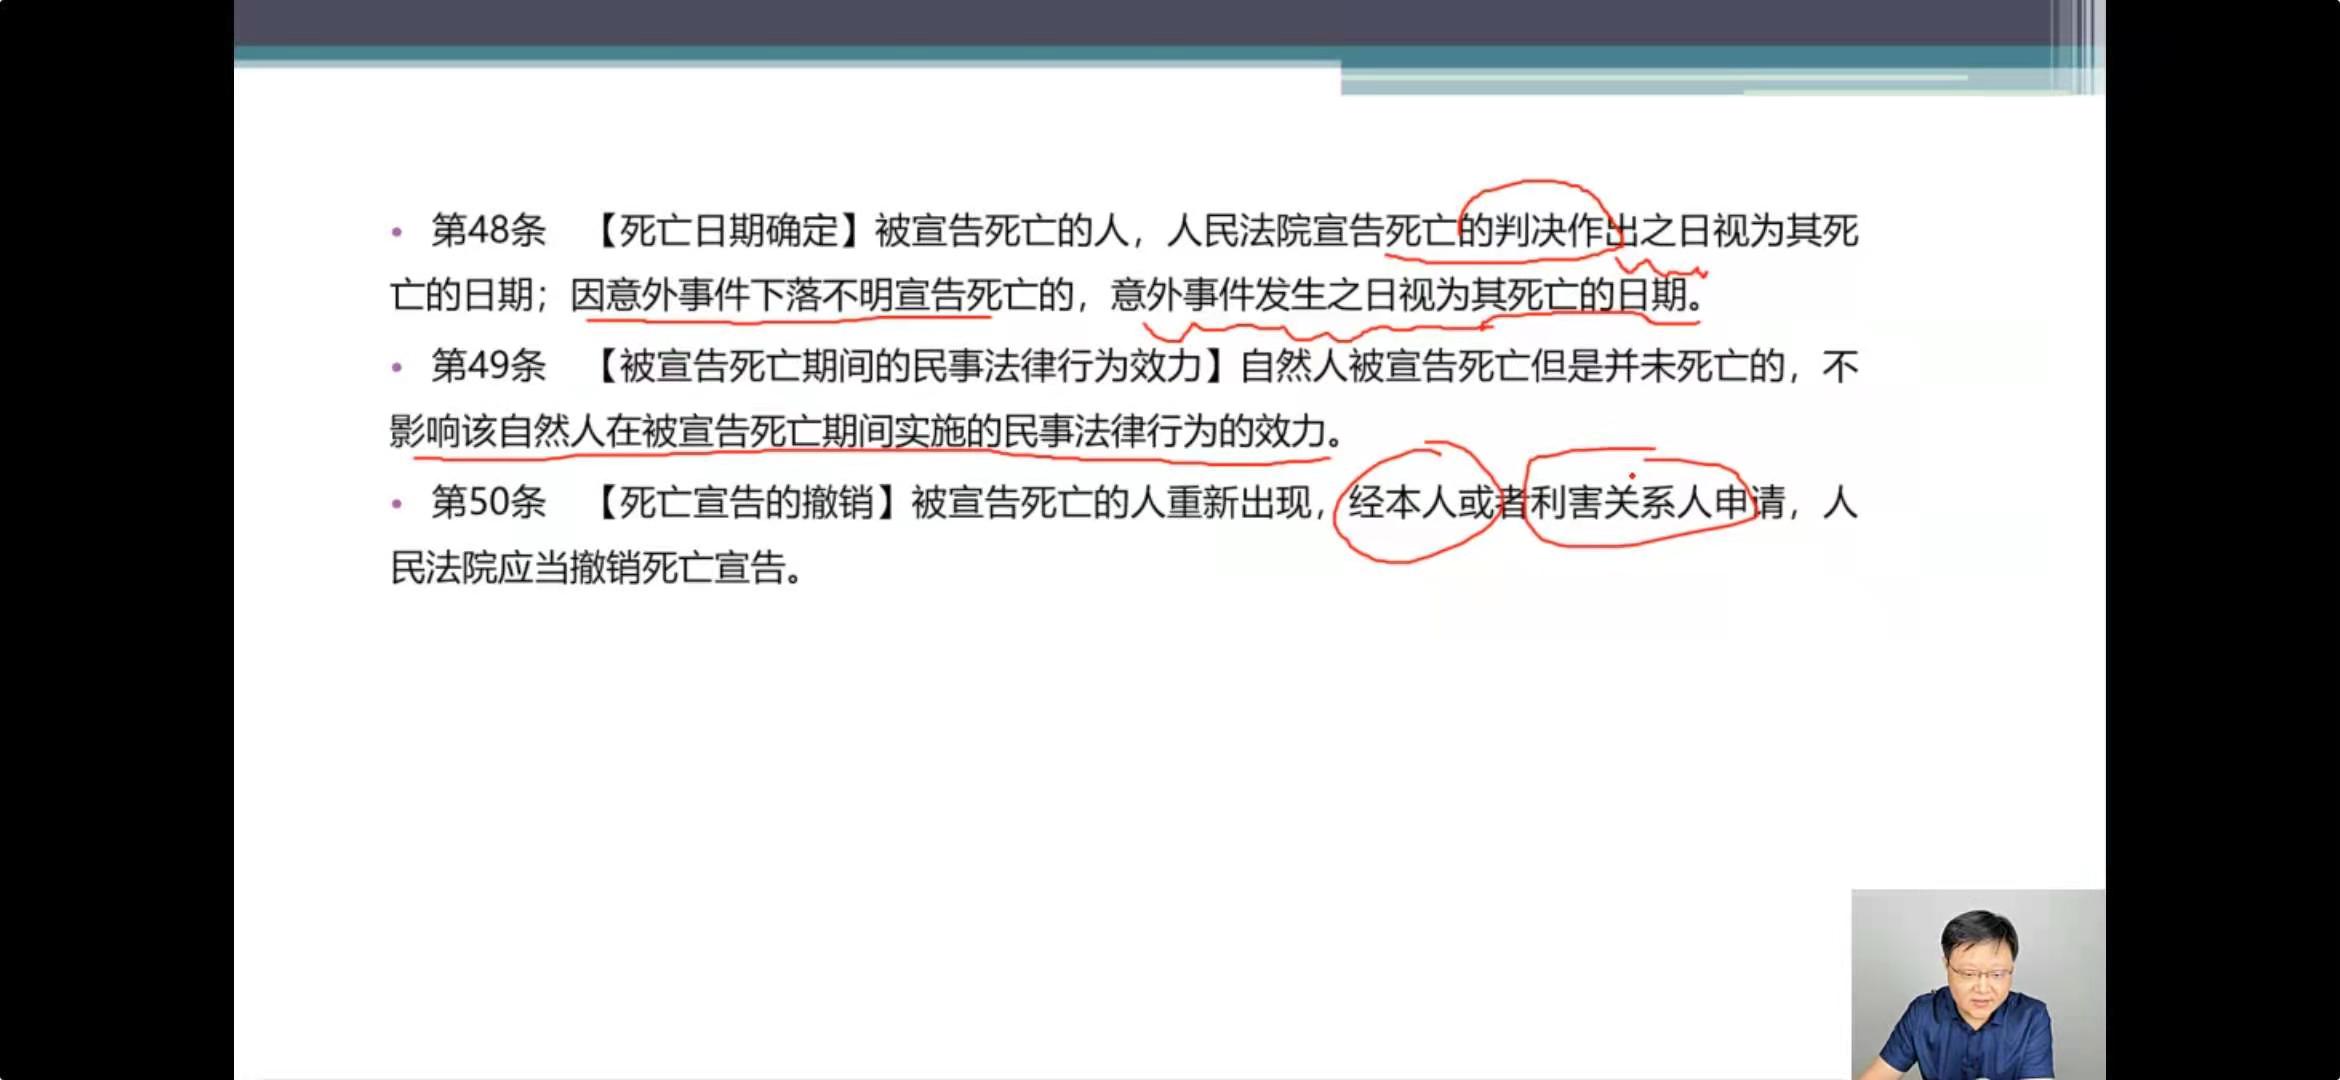 • 第48条 【死亡日期确定】被宣告死亡的人，人民法院宣告死亡的判决作出之日视为其死
亡的日期；因意外事件下落不明宣告死亡的，意外事件发生之日视为其死亡的日期。
• 第49条 【被宣告死亡期间的民事法律行为效力】自然人被宣告死亡但是并未死亡的，不
影响该自然人在被宣告死亡期间实施的民事法律行为的效力。
• 第50条 【死亡宣告的撤销】被宣告死亡的人重新出现，经本人或者利害关系人申请，人
民法院应当撤销死亡宣告。